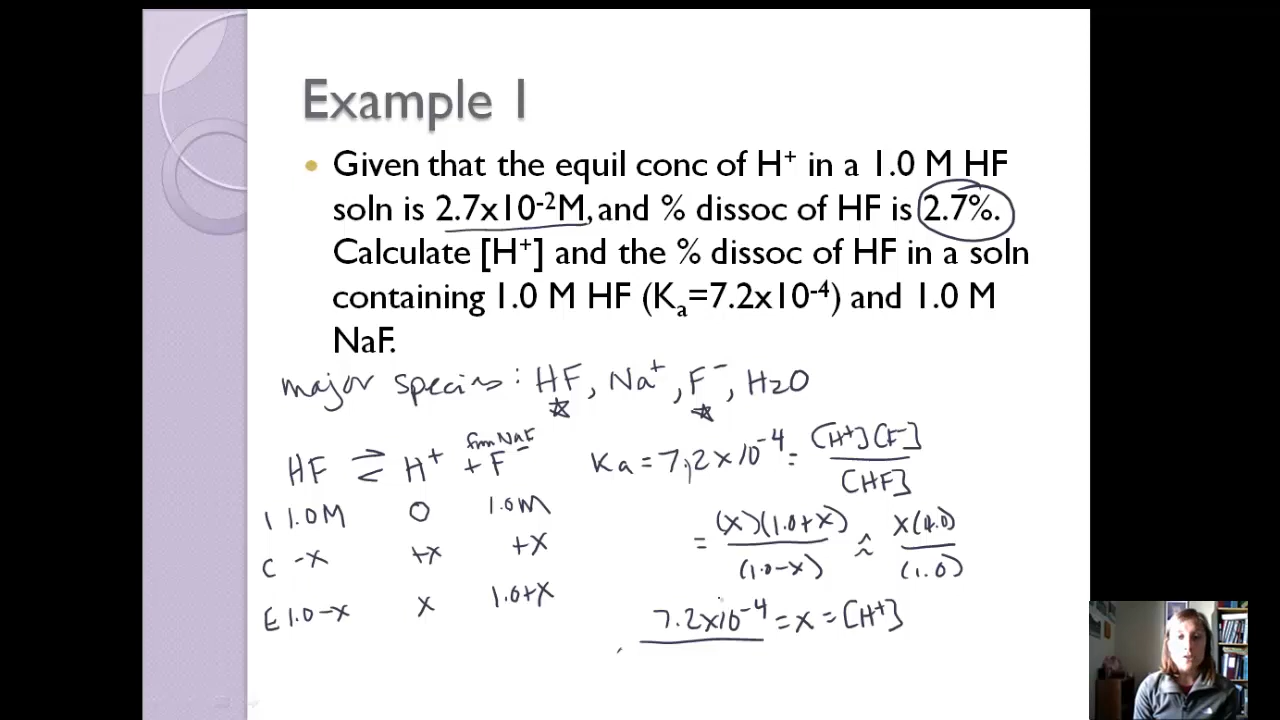 Example 1
Given that the equil conc of H⁺ in a 1.0 M HF
soln is 2.7x10⁻²M, and % dissoc of HF is 2.7%.
Calculate [H⁺] and the % dissoc of HF in a soln
containing 1.0 M HF (Kₐ=7.2x10⁻⁴) and 1.0 M
NaF.
major species: HF, Na⁺, F⁻, H₂O
from NaF
HF ⇌ H⁺ + F⁻
I 1.0M 0 1.0M
C -x +x +x
E 1.0-x x 1.0+x
Ka = 7.2x10⁻⁴ = [H⁺][F⁻] / [HF]
= (x)(1.0+x) / (1.0-x) ≈ x(1.0) / (1.0)
7.2x10⁻⁴ = x = [H⁺]